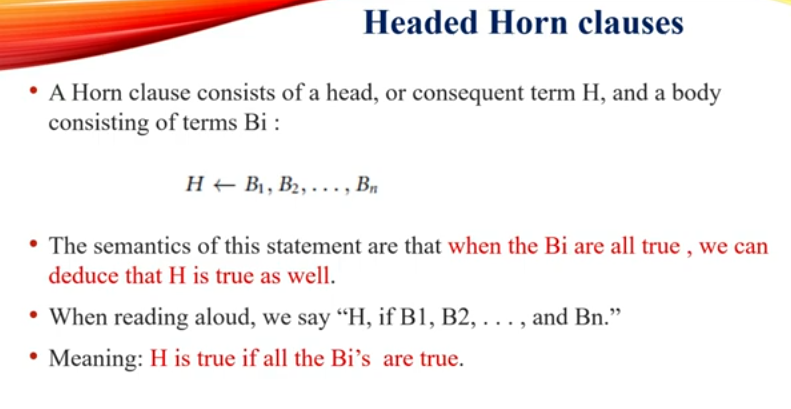 Headed Horn clauses
• A Horn clause consists of a head, or consequent term H, and a body
consisting of terms Bi :
H ← B₁, B₂, . . . , Bₙ
• The semantics of this statement are that when the Bi are all true , we can
deduce that H is true as well.
• When reading aloud, we say “H, if B1, B2, . . . , and Bn.”
• Meaning: H is true if all the Bi’s are true.